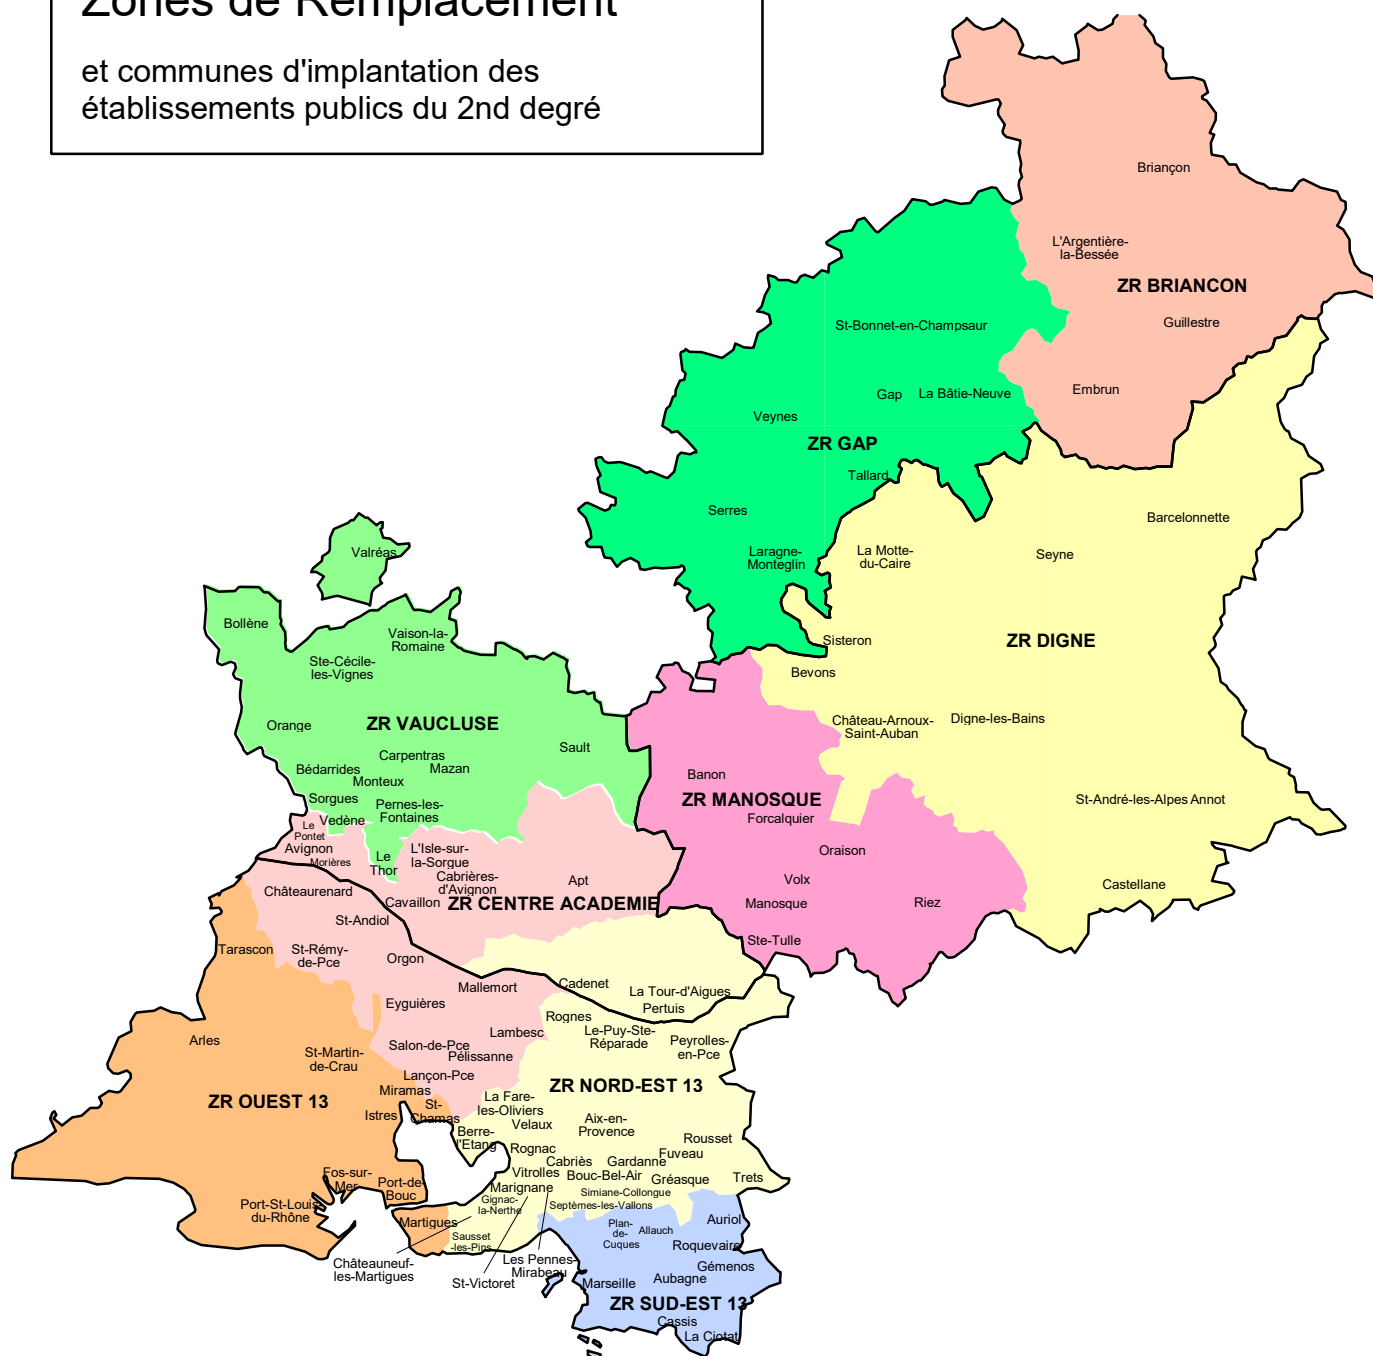 Zones de Remplacement
et communes d'implantation des
établissements publics du 2nd degré
Briançon
L'Argentière-
la-Bessée
ZR BRIANCON
Guillestre
Embrun
St-Bonnet-en-Champsaur
Gap
La Bâtie-Neuve
Veynes
ZR GAP
Tallard
Serres
Laragne-
Monteglin
La Motte-
du-Caire
Seyne
Barcelonnette
Sisteron
ZR DIGNE
Bevons
Château-Arnoux-
Saint-Auban
Digne-les-Bains
St-André-les-Alpes
Annot
Castellane
Valréas
Bollène
Vaison-la-
Romaine
Ste-Cécile-
les-Vignes
Orange
ZR VAUCLUSE
Sault
Carpentras
Bédarrides
Mazan
Monteux
Sorgues
Pernes-les-
Fontaines
Vedène
Le
Pontet
Avignon
Morières
Le
Thor
L'Isle-sur-
la-Sorgue
Cabrières-
d'Avignon
Apt
Cavaillon
ZR CENTRE ACADEMIE
Banon
ZR MANOSQUE
Forcalquier
Oraison
Volx
Manosque
Riez
Ste-Tulle
Châteaurenard
St-Andiol
Tarascon
St-Rémy-
de-Pce
Orgon
Mallemort
Eyguières
Cadenet
La Tour-d'Aigues
Pertuis
Rognes
Lambesc
Le-Puy-Ste-
Réparade
Peyrolles-
en-Pce
Arles
St-Martin-
de-Crau
Salon-de-Pce
Pélissanne
Lançon-Pce
Miramas
ZR OUEST 13
Istres
St-
Chamas
La Fare-
les-Oliviers
Velaux
ZR NORD-EST 13
Aix-en-
Provence
Berre-
l'Etang
Rognac
Rousset
Fuveau
Cabriès
Gardanne
Vitrolles
Bouc-Bel-Air
Gréasque
Trets
Marignane
Simiane-Collongue
Gignac-
la-Nerthe
Septèmes-les-Vallons
Fos-sur-
Mer
Port-de-
Bouc
Port-St-Louis
du-Rhône
Martigues
Sausset
-les-Pins
Châteauneuf-
les-Martigues
St-Victoret
Les Pennes-
Mirabeau
Plan-
de-
Cuques
Allauch
Auriol
Roquevaire
Gémenos
Marseille
Aubagne
ZR SUD-EST 13
Cassis
La Ciotat